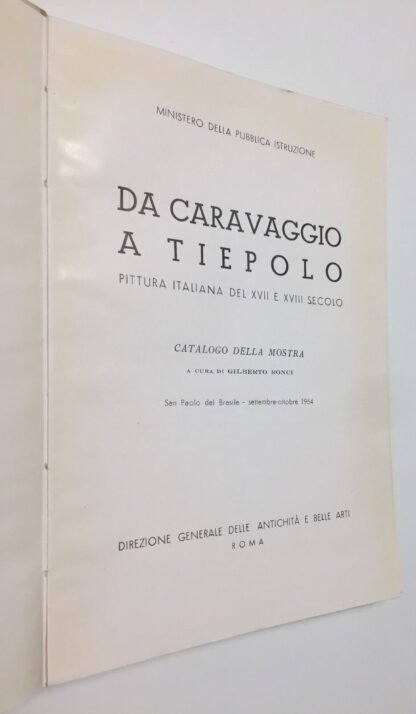 MINISTERO DELLA PUBBLICA ISTRUZIONE
DA CARAVAGGIO
A TIEPOLO
PITTURA ITALIANA DEL XVII E XVIII SECOLO
CATALOGO DELLA MOSTRA
A CURA DI GILBERTO RONCI
San Paolo del Brasile - settembre-ottobre 1954
DIREZIONE GENERALE DELLE ANTICHITÀ E BELLE ARTI
ROMA